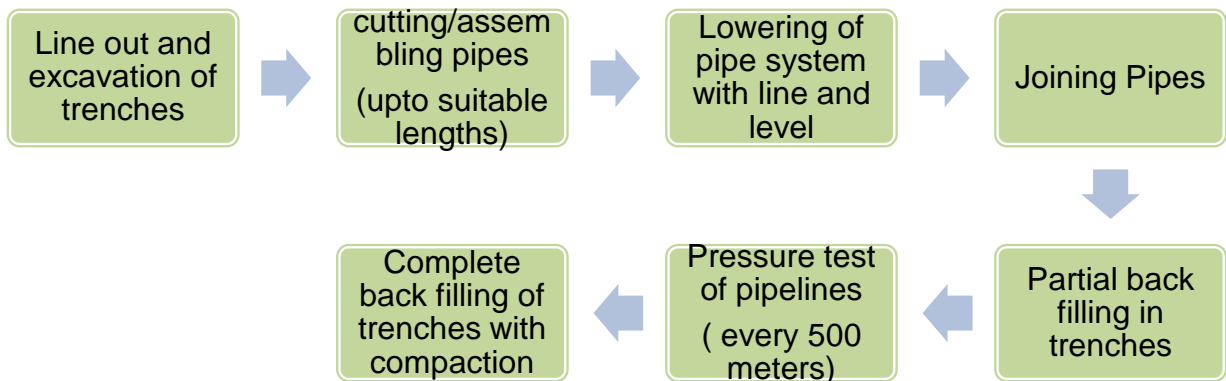 Line out and
excavation of
trenches
cutting/assem
bling pipes
(upto suitable
lengths)
Lowering of
pipe system
with line and
level
Joining Pipes
Partial back
filling in
trenches
Pressure test
of pipelines
( every 500
meters)
Complete
back filling of
trenches with
compaction